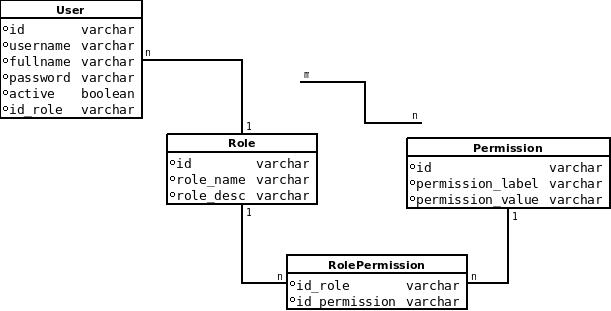 User
id varchar
username varchar
fullname varchar
password varchar
active boolean
id_role varchar
n
1
m
n
Role
id varchar
role_name varchar
role_desc varchar
1
n
Permission
id varchar
permission_label varchar
permission_value varchar
1
n
RolePermission
id_role varchar
id_permission varchar